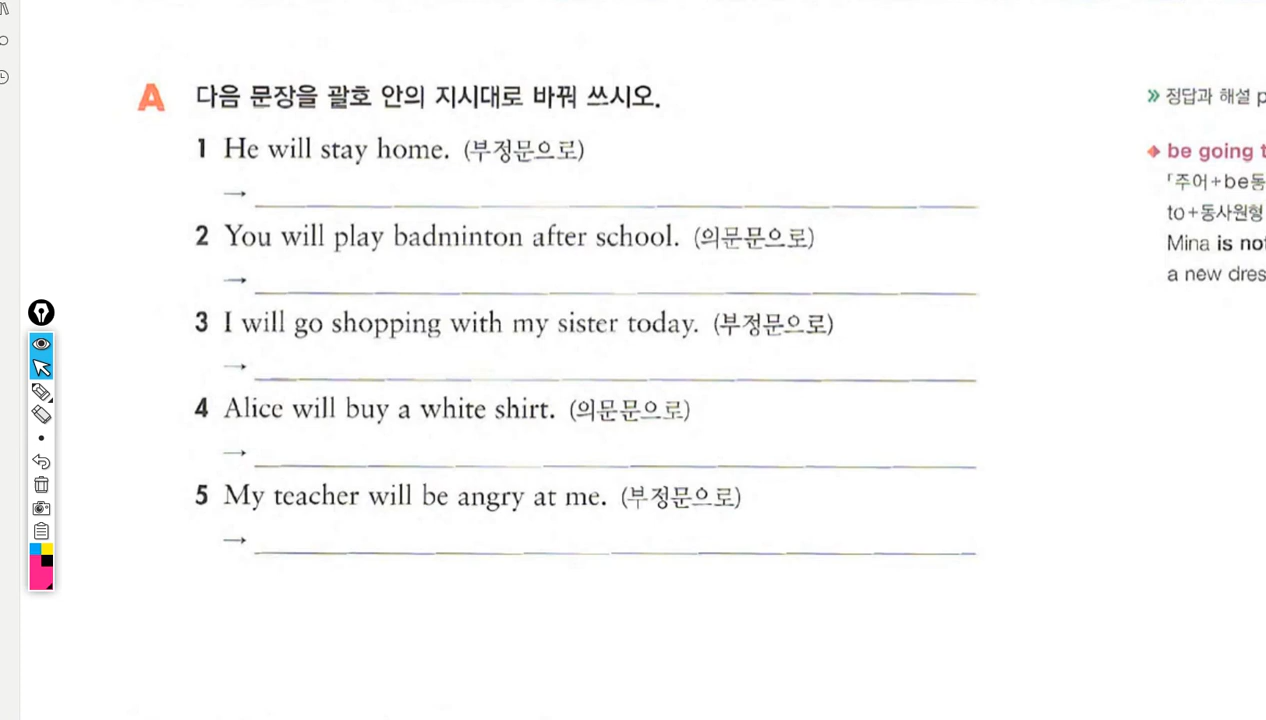 A 다음 문장을 괄호 안의 지시대로 바꿔 쓰시오.
1 He will stay home. (부정문으로)
→
2 You will play badminton after school. (의문문으로)
→
3 I will go shopping with my sister today. (부정문으로)
→
4 Alice will buy a white shirt. (의문문으로)
→
5 My teacher will be angry at me. (부정문으로)
→
» 정답과 해설 p
be going t
「주어+be동
to+동사원형
Mina is not
a new dres